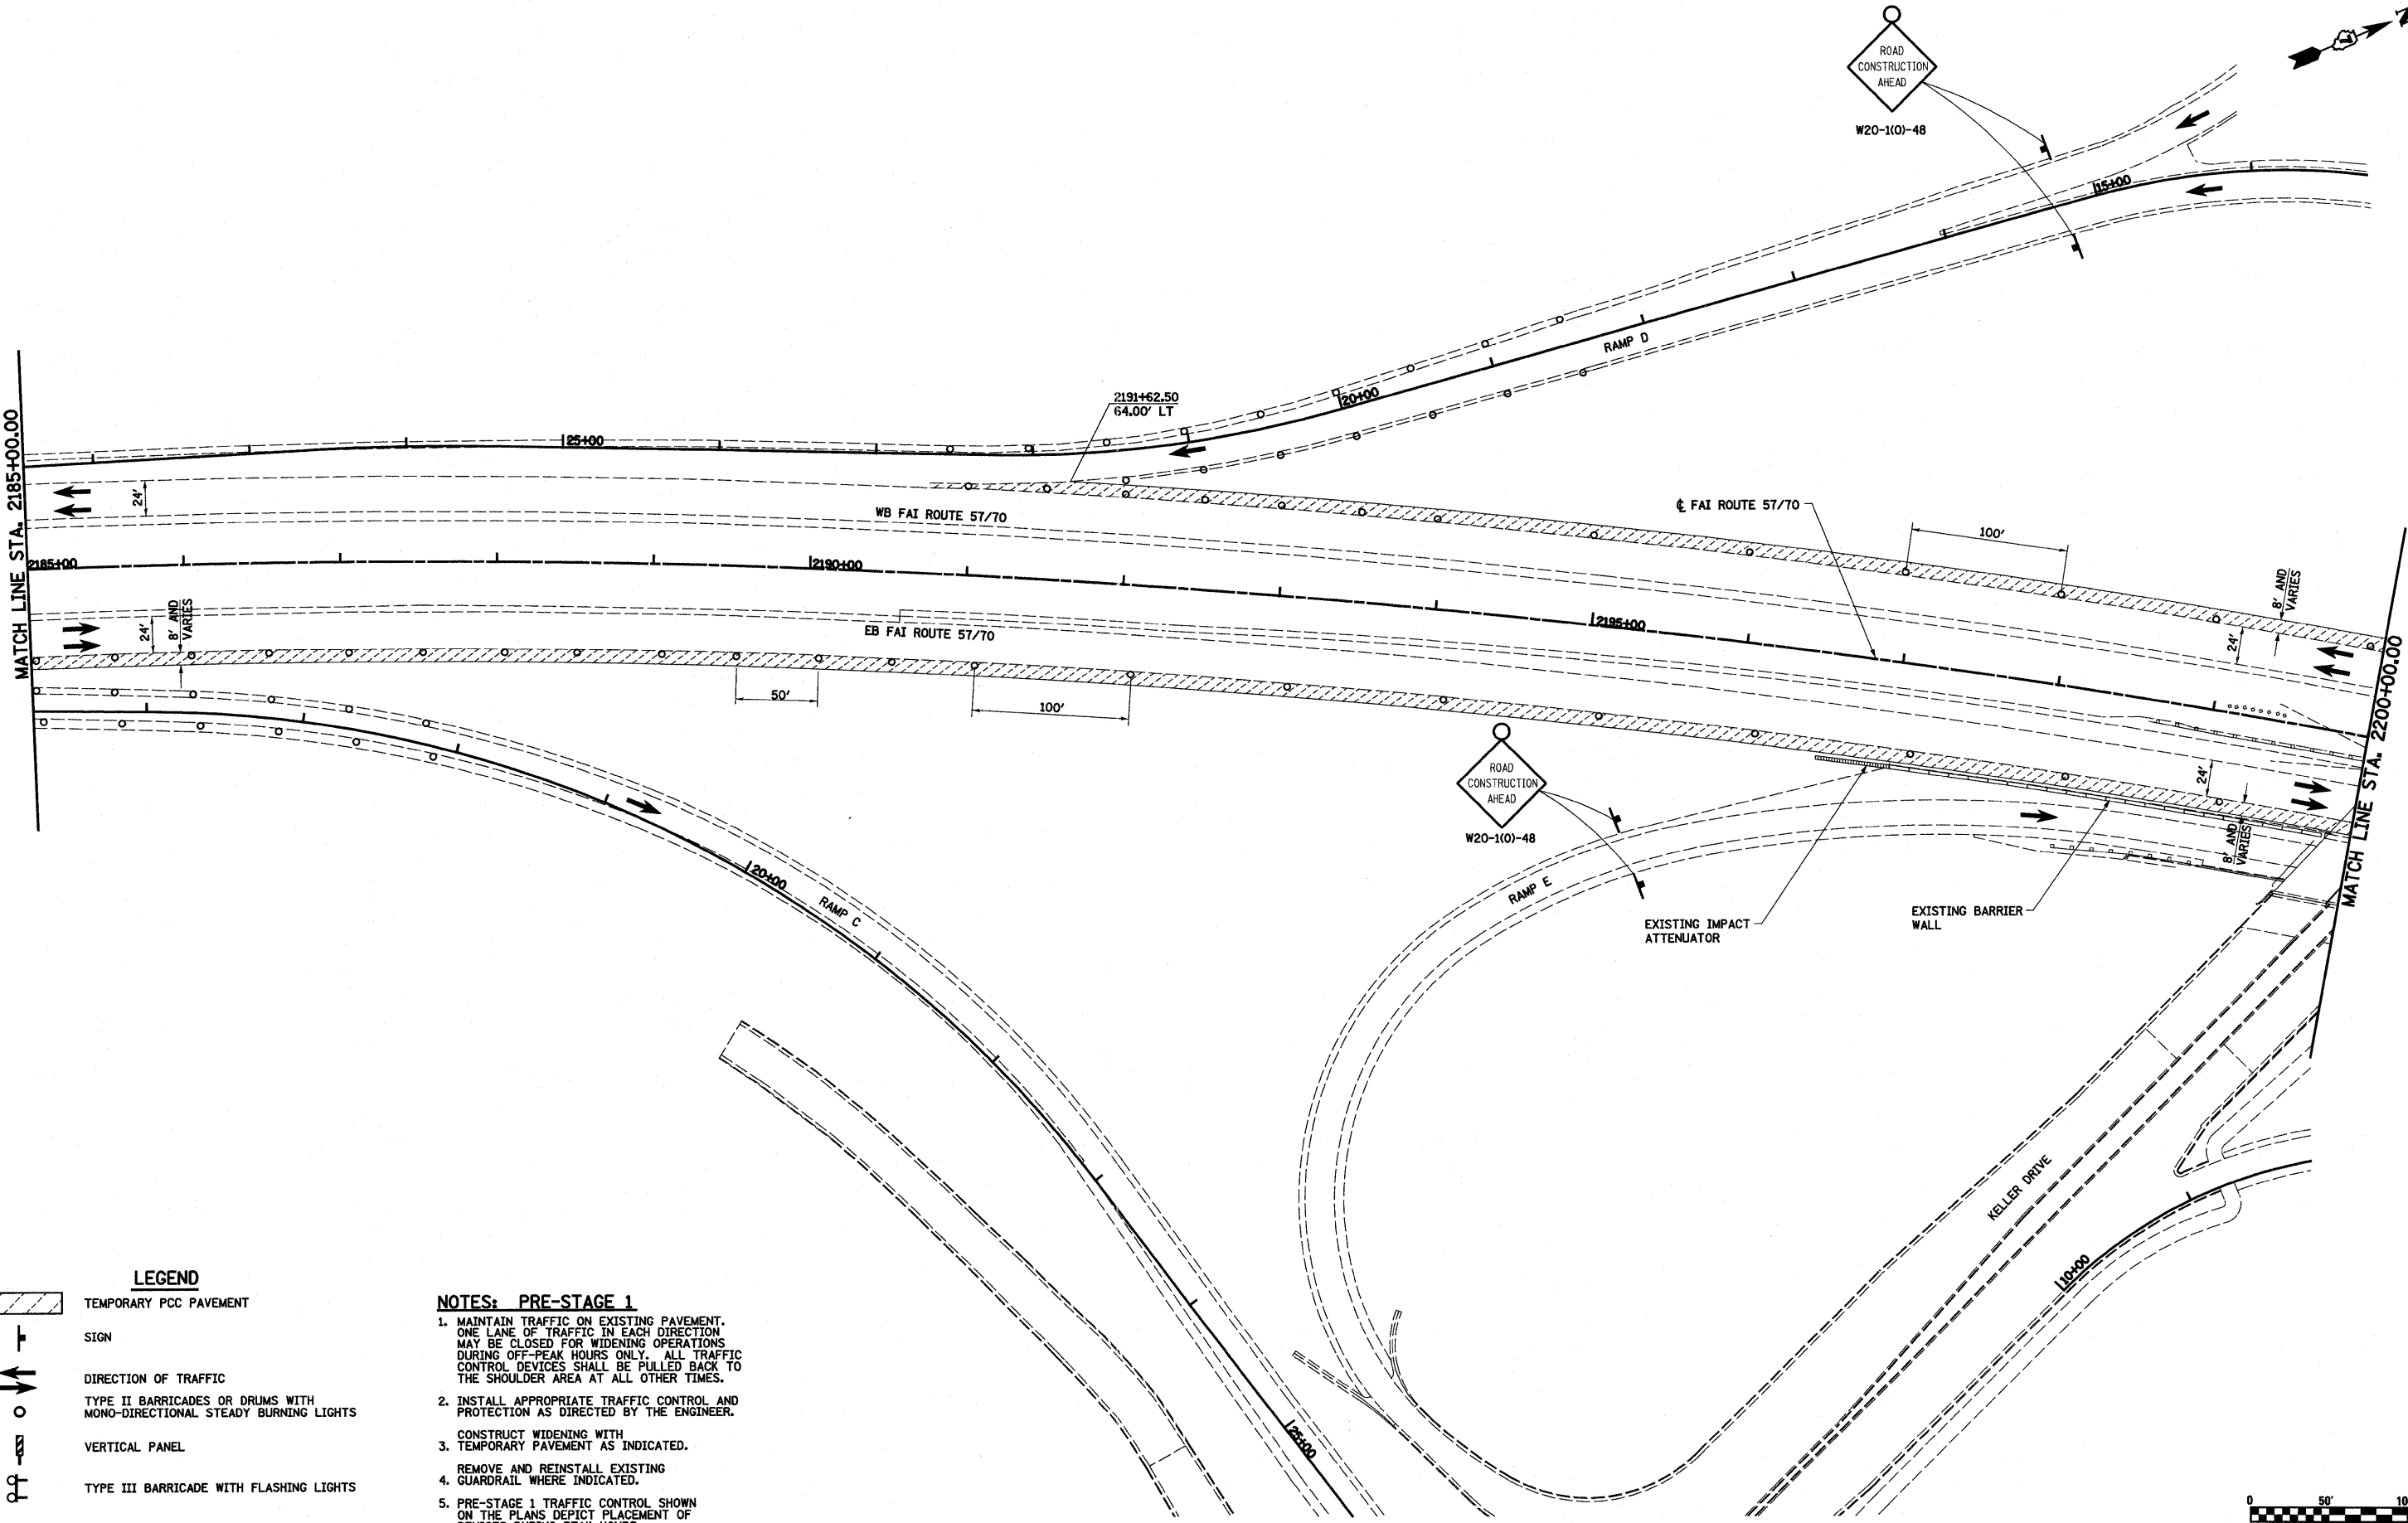 ROAD
CONSTRUCTION
AHEAD
W20-1(O)-48
15+00
RAMP D
20+00
2191+62.50
64.00' LT
25+00
MATCH LINE STA. 2185+00.00
24'
WB FAI ROUTE 57/70
℄ FAI ROUTE 57/70
100'
8' AND
VARIES
24'
2185+00
2190+00
2195+00
24'
8' AND
VARIES
EB FAI ROUTE 57/70
50'
100'
MATCH LINE STA. 2200+00.00
24'
8' AND
VARIES
ROAD
CONSTRUCTION
AHEAD
W20-1(O)-48
20+00
RAMP C
RAMP E
EXISTING IMPACT
ATTENUATOR
EXISTING BARRIER
WALL
KELLER DRIVE
10+00
25+00
LEGEND
TEMPORARY PCC PAVEMENT
SIGN
DIRECTION OF TRAFFIC
TYPE II BARRICADES OR DRUMS WITH
MONO-DIRECTIONAL STEADY BURNING LIGHTS
VERTICAL PANEL
TYPE III BARRICADE WITH FLASHING LIGHTS
NOTES: PRE-STAGE 1
1. MAINTAIN TRAFFIC ON EXISTING PAVEMENT.
ONE LANE OF TRAFFIC IN EACH DIRECTION
MAY BE CLOSED FOR WIDENING OPERATIONS
DURING OFF-PEAK HOURS ONLY. ALL TRAFFIC
CONTROL DEVICES SHALL BE PULLED BACK TO
THE SHOULDER AREA AT ALL OTHER TIMES.
2. INSTALL APPROPRIATE TRAFFIC CONTROL AND
PROTECTION AS DIRECTED BY THE ENGINEER.
CONSTRUCT WIDENING WITH
3. TEMPORARY PAVEMENT AS INDICATED.
REMOVE AND REINSTALL EXISTING
4. GUARDRAIL WHERE INDICATED.
5. PRE-STAGE 1 TRAFFIC CONTROL SHOWN
ON THE PLANS DEPICT PLACEMENT OF
0 50'